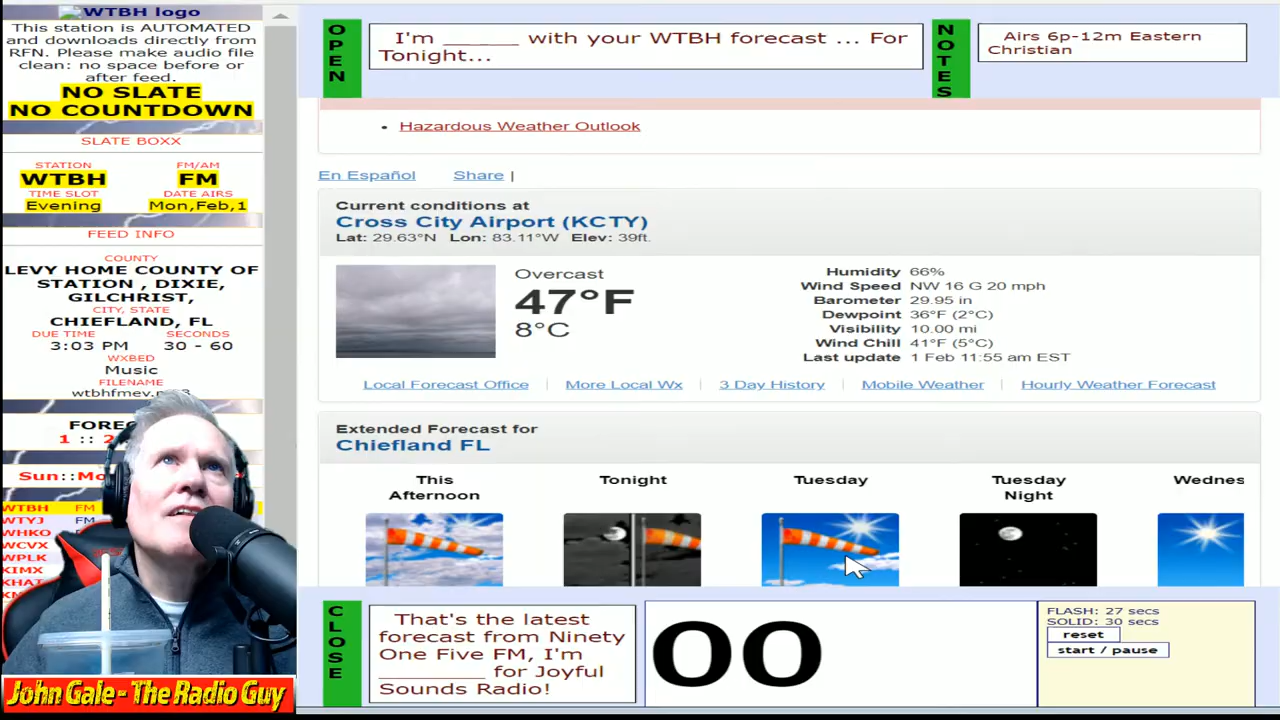 WTBH logo
This station is AUTOMATED
and downloads directly from
RFN. Please make audio file
clean: no space before or
after feed.
NO SLATE
NO COUNTDOWN
SLATE BOXX
STATION FM/AM
WTBH FM
TIME SLOT DATE AIRS
Evening Mon,Feb,1
FEED INFO
COUNTY
LEVY HOME COUNTY OF
STATION , DIXIE,
GILCHRIST,
CITY, STATE
CHIEFLAND, FL
DUE TIME SECONDS
3:03 PM 30 - 60
WXBED
Music
FILENAME
wtbhfmev.
FOREC
1 :: 2
Sun::Mo
WTBH FM
WTYJ FM
WHKO
WCVX
WPLK
KIMX
KHAT
John Gale - The Radio Guy
OPEN
I'm ______ with your WTBH forecast ... For
Tonight...
NOTES
Airs 6p-12m Eastern
Christian
Hazardous Weather Outlook
En Español Share |
Current conditions at
Cross City Airport (KCTY)
Lat: 29.63°N Lon: 83.11°W Elev: 39ft.
Overcast
47°F
8°C
Humidity 66%
Wind Speed NW 16 G 20 mph
Barometer 29.95 in
Dewpoint 36°F (2°C)
Visibility 10.00 mi
Wind Chill 41°F (5°C)
Last update 1 Feb 11:55 am EST
Local Forecast Office More Local Wx 3 Day History Mobile Weather Hourly Weather Forecast
Extended Forecast for
Chiefland FL
This
Afternoon
Tonight
Tuesday
Tuesday
Night
Wednes
CLOSE
That's the latest
forecast from Ninety
One Five FM, I'm
________ for Joyful
Sounds Radio!
00
FLASH: 27 secs
SOLID: 30 secs
reset
start / pause